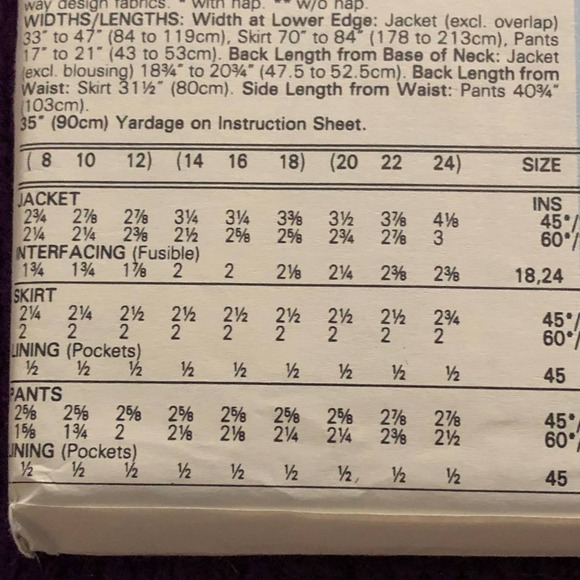 way design fabrics. * with nap. ** w/o nap.
WIDTHS/LENGTHS: Width at Lower Edge: Jacket (excl. overlap)
33" to 47" (84 to 119cm), Skirt 70" to 84" (178 to 213cm), Pants
17" to 21" (43 to 53cm). Back Length from Base of Neck: Jacket
(excl. blousing) 18¾" to 20¾" (47.5 to 52.5cm). Back Length from
Waist: Skirt 31½" (80cm). Side Length from Waist: Pants 40¾"
(103cm).
35" (90cm) Yardage on Instruction Sheet.
( 8 10 12) (14 16 18) (20 22 24) SIZE
JACKET INS
2¾ 2⅞ 2⅞ 3¼ 3¼ 3⅜ 3½ 3⅞ 4⅛ 45*/
2¼ 2¼ 2⅜ 2½ 2⅝ 2⅝ 2¾ 2⅞ 3 60*/
INTERFACING (Fusible)
1¾ 1¾ 1⅞ 2 2 2⅛ 2¼ 2⅜ 2⅜ 18,24
SKIRT
2¼ 2¼ 2½ 2½ 2½ 2½ 2½ 2½ 2¾ 45*/
2 2 2 2 2 2 2 2 2 60*/
LINING (Pockets)
½ ½ ½ ½ ½ ½ ½ ½ ½ 45
PANTS
2⅝ 2⅝ 2⅝ 2⅝ 2⅝ 2⅝ 2⅝ 2⅞ 2⅞ 45*/
1⅝ 1¾ 2 2⅛ 2⅛ 2¼ 2¼ 2⅜ 2½ 60*/
LINING (Pockets)
½ ½ ½ ½ ½ ½ ½ ½ ½ 45